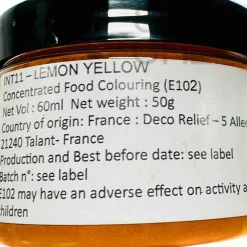 INT11 – LEMON YELLOW
Concentrated Food Colouring (E102)
Net Vol : 60ml Net weight : 50g
Country of origin: France : Deco Relief – 5 Allee
21240 Talant- France
Production and Best before date: see label
Batch n°: see label
E102 may have an adverse effect on activity a
children